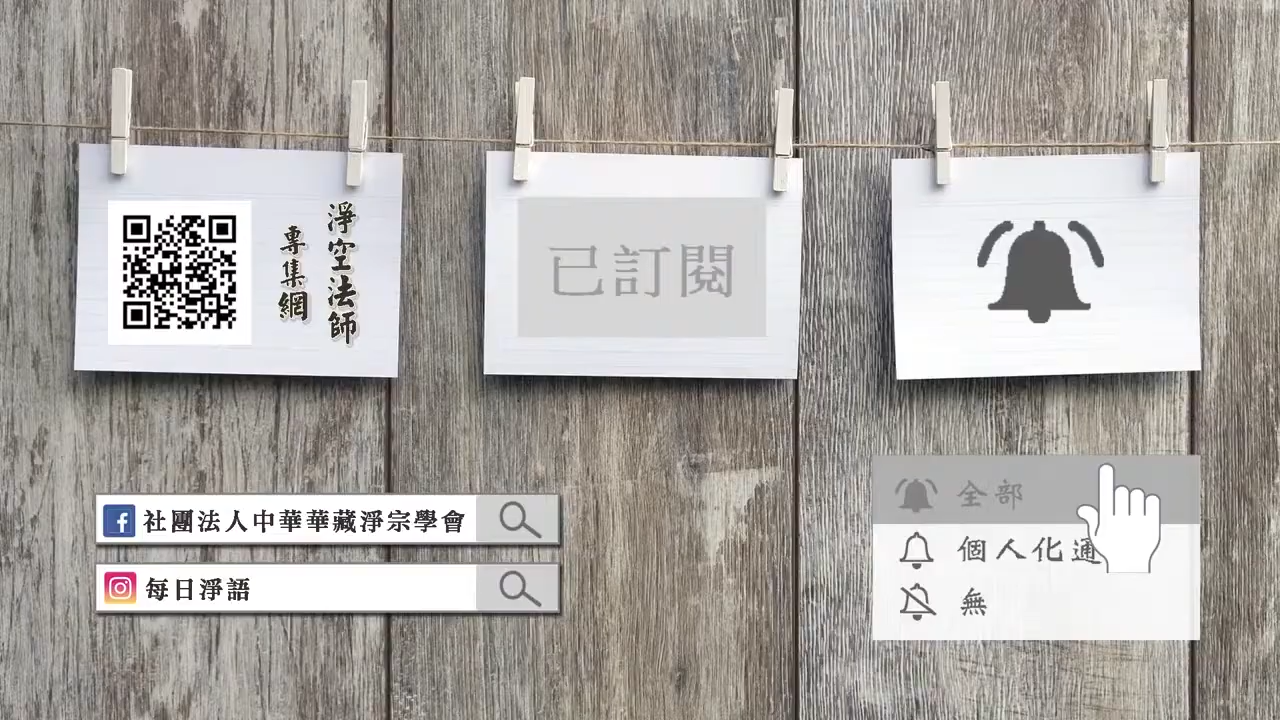 淨空法師
專集網
已訂閱
社團法人中華華藏淨宗學會
每日淨語
全部
個人化通
無